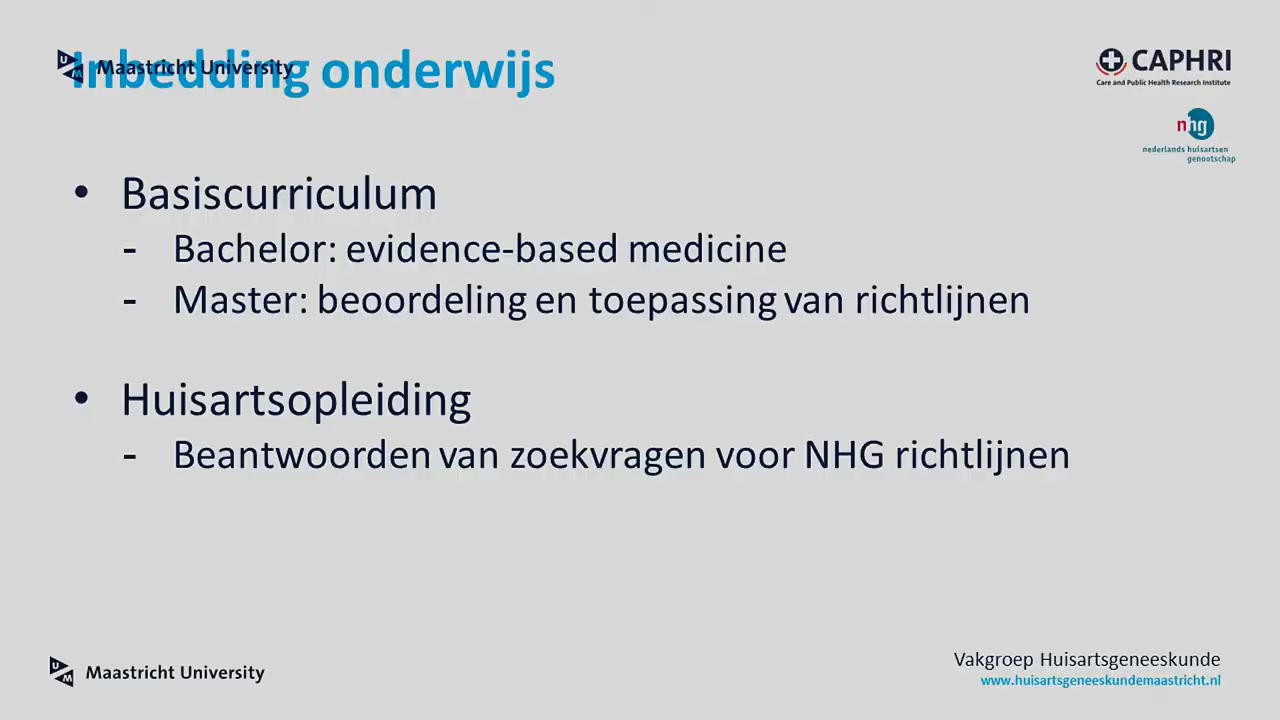 Inbedding onderwijs
Maastricht University
CAPHRI
Care and Public Health Research Institute
nhg
nederlands huisartsen
genootschap
• Basiscurriculum
- Bachelor: evidence-based medicine
- Master: beoordeling en toepassing van richtlijnen
• Huisartsopleiding
- Beantwoorden van zoekvragen voor NHG richtlijnen
UM Maastricht University
Vakgroep Huisartsgeneeskunde
www.huisartsgeneeskundemaastricht.nl